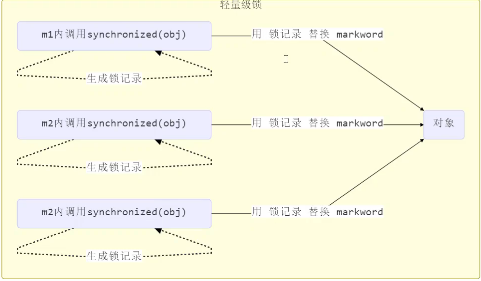 轻量级锁
m1内调用synchronized(obj)
用 锁记录 替换 markword
生成锁记录
m2内调用synchronized(obj)
用 锁记录 替换 markword
对象
生成锁记录
m2内调用synchronized(obj)
用 锁记录 替换 markword
生成锁记录